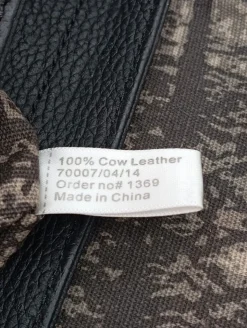 100% Cow Leather
70007/04/14
Order no# 1369
Made in China